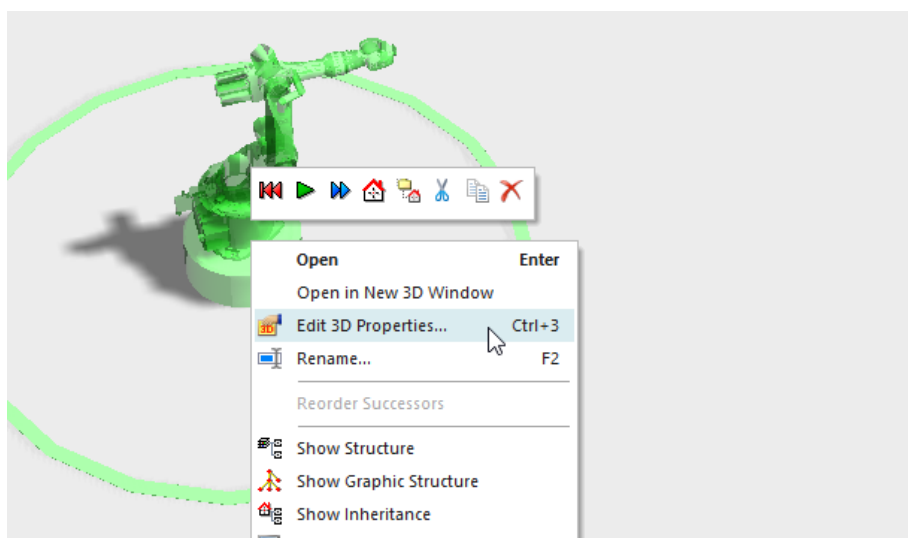 Open Enter
Open in New 3D Window
3D Edit 3D Properties... Ctrl+3
Rename... F2
Reorder Successors
Show Structure
Show Graphic Structure
Show Inheritance